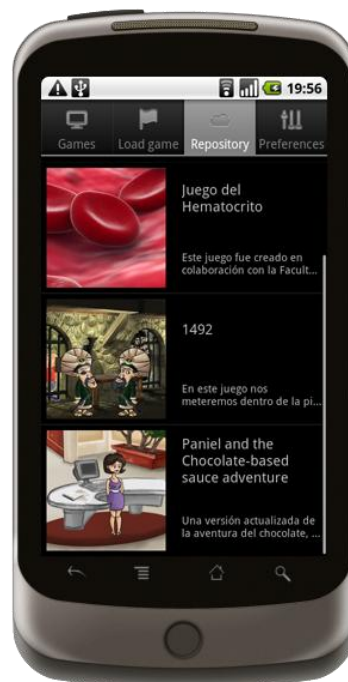 19:56
Games Load game Repository Preferences
Juego del
Hematocrito
Este juego fue creado en
colaboración con la Facult...
1492
En este juego nos
meteremos dentro de la pi...
Paniel and the
Chocolate-based
sauce adventure
Una versión actualizada de
la aventura del chocolate, ...